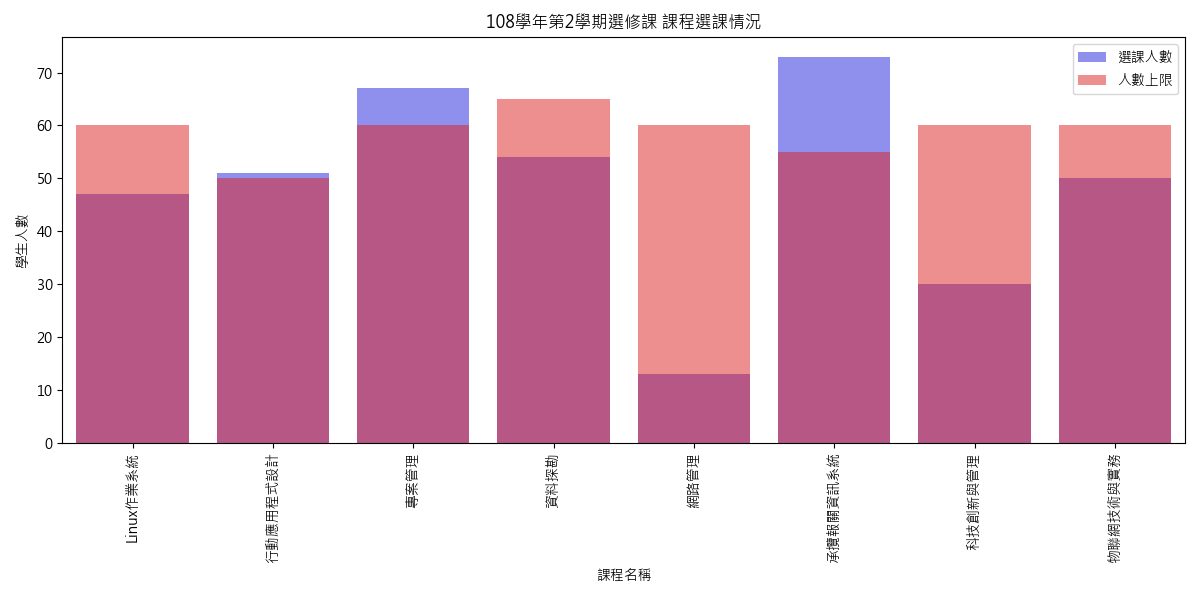 108學年第2學期選修課 課程選課情況
選課人數
人數上限
學生人數
70
60
50
40
30
20
10
0
Linux作業系統
行動應用程式設計
專案管理
資料探勘
網路管理
承攬報關資訊系統
科技創新與管理
物聯網技術與實務
課程名稱